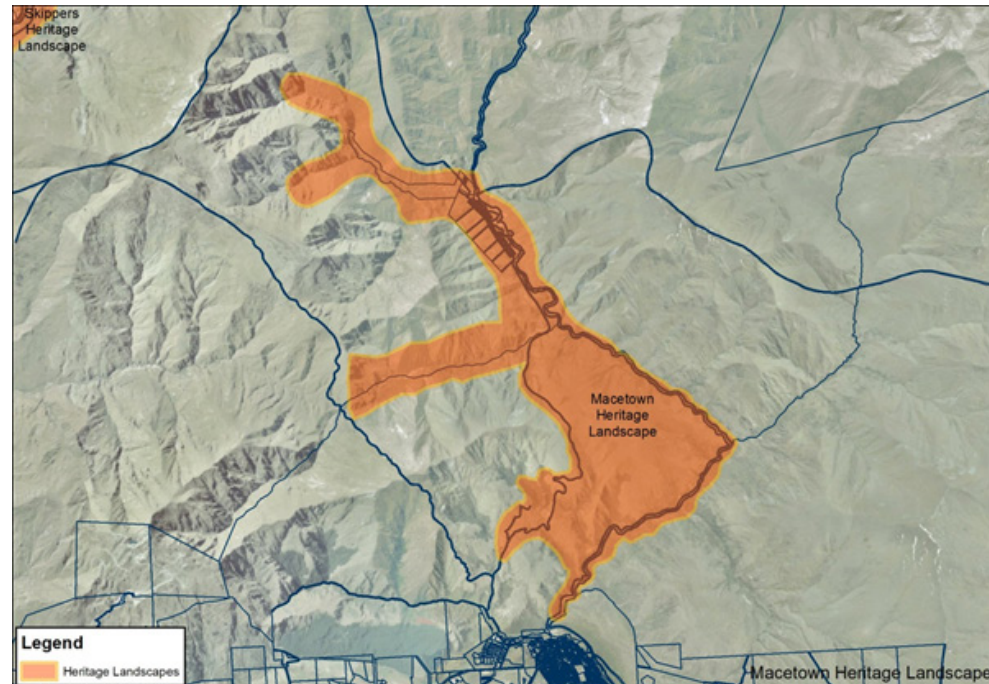 Skippers
Heritage
Landscape
Macetown
Heritage
Landscape
Legend
Heritage Landscapes
Macetown Heritage Landscape